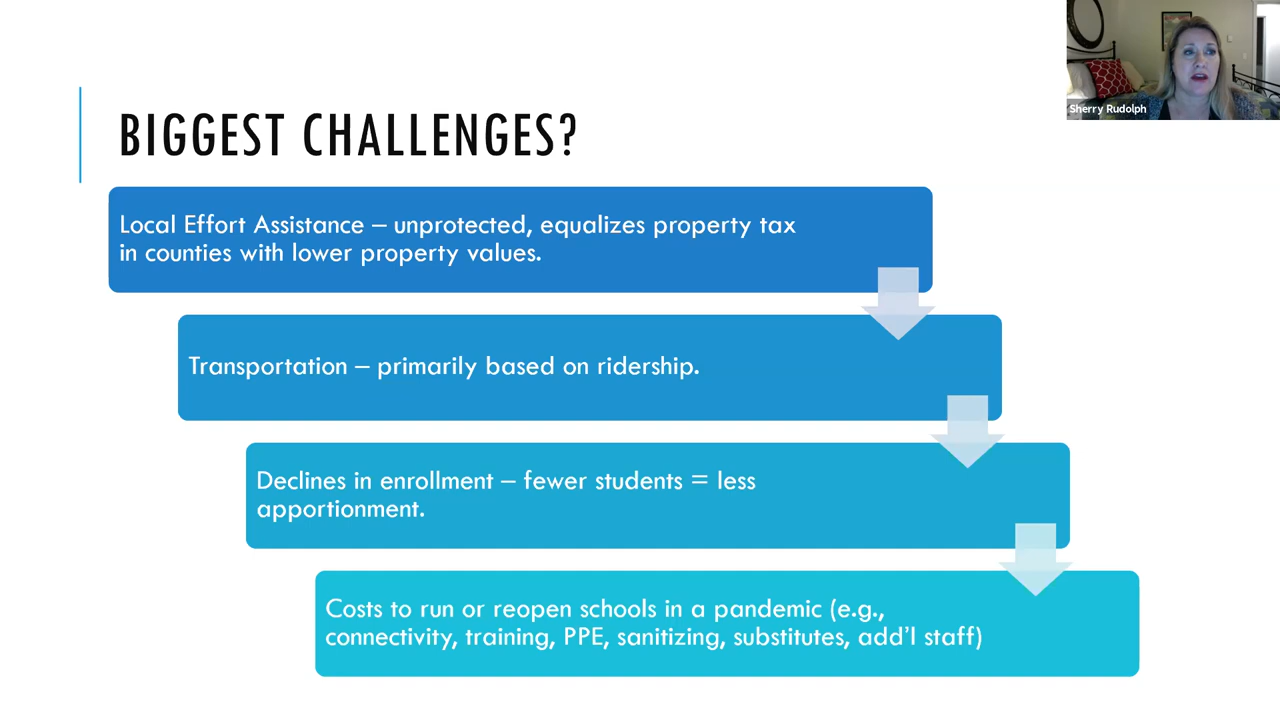 Sherry Rudolph
BIGGEST CHALLENGES?
Local Effort Assistance – unprotected, equalizes property tax
in counties with lower property values.
Transportation – primarily based on ridership.
Declines in enrollment – fewer students = less
apportionment.
Costs to run or reopen schools in a pandemic (e.g.,
connectivity, training, PPE, sanitizing, substitutes, add’l staff)